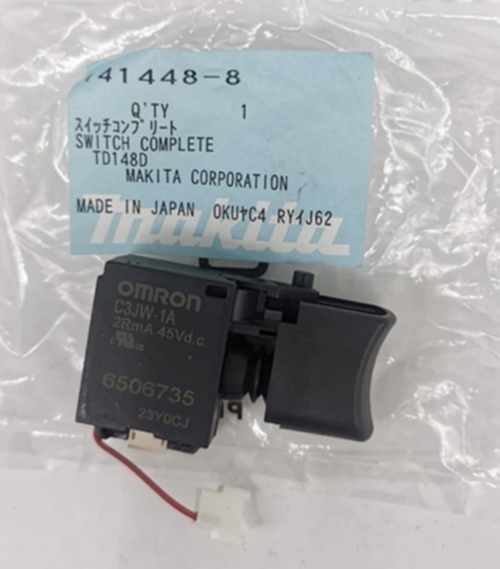 741448-8
Q'TY 1
スイッチコンプリート
SWITCH COMPLETE
TD148D
MAKITA CORPORATION
MADE IN JAPAN OKUヤC4 RYイJ62
makita
OMRON
C3JW-1A
2RmA 45Vd.c.
6506735
23Y0CJ